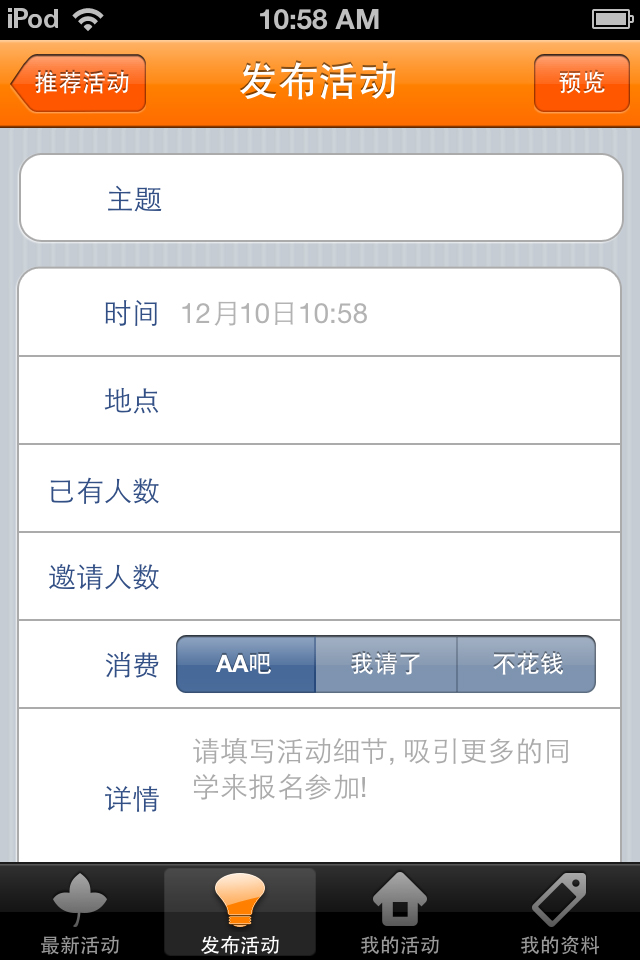 iPod 10:58 AM
推荐活动 发布活动 预览
主题
时间 12月10日10:58
地点
已有人数
邀请人数
消费 AA吧 我请了 不花钱
请填写活动细节, 吸引更多的同
学来报名参加!
详情
最新活动 发布活动 我的活动 我的资料